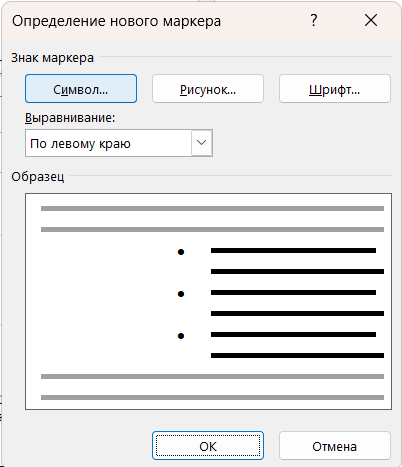 Определение нового маркера ? ×
Знак маркера
Символ... Рисунок... Шрифт...
Выравнивание:
По левому краю
Образец
ОК Отмена